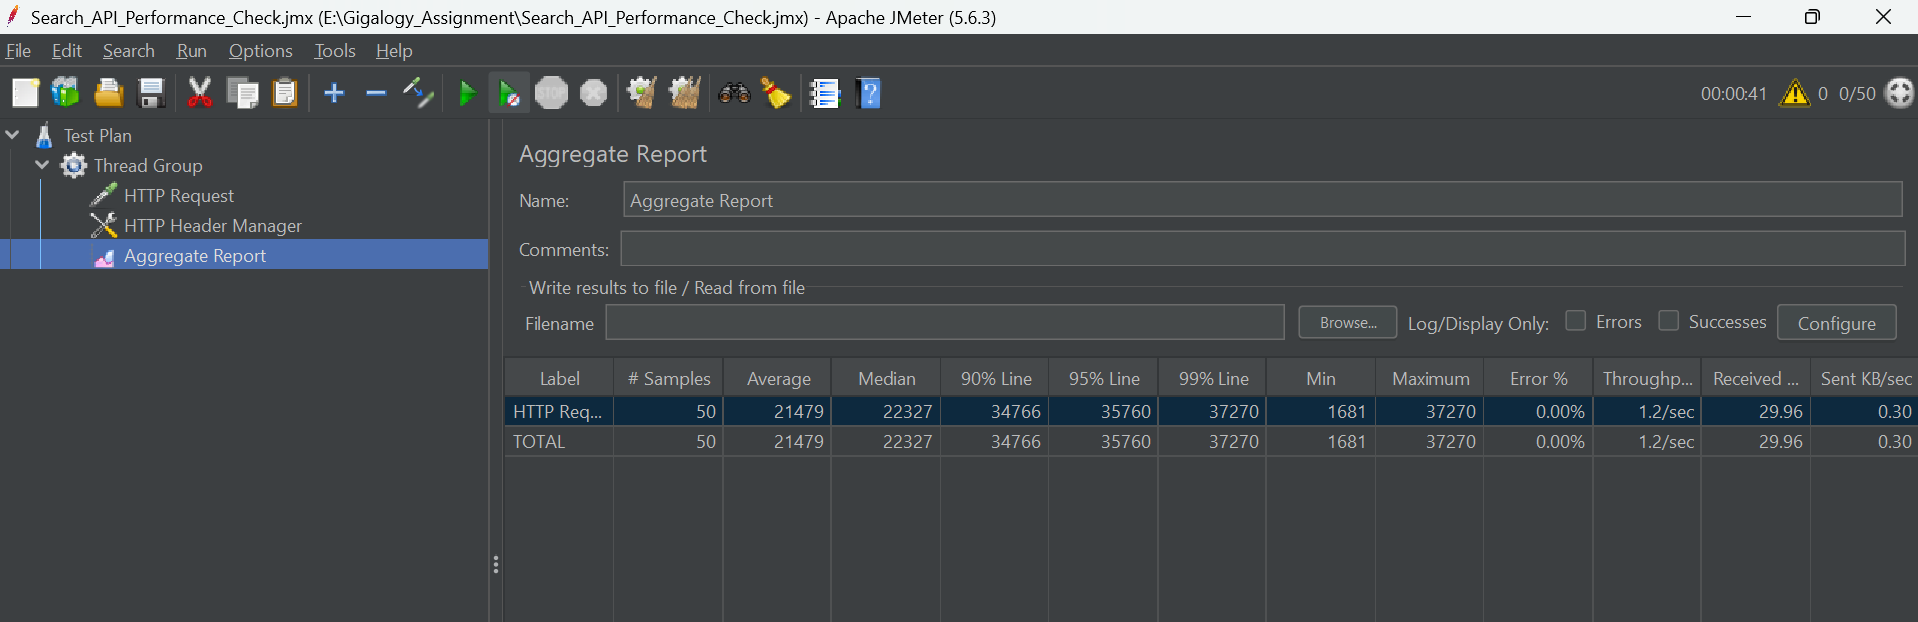 Search_API_Performance_Check.jmx (E:\Gigalogy_Assignment\Search_API_Performance_Check.jmx) - Apache JMeter (5.6.3)
File Edit Search Run Options Tools Help
STOP ? 00:00:41 0 0/50
Test Plan
Thread Group
HTTP Request
HTTP Header Manager
Aggregate Report
Aggregate Report
Name: Aggregate Report
Comments:
Write results to file / Read from file
Filename Browse... Log/Display Only: Errors Successes Configure
Label # Samples Average Median 90% Line 95% Line 99% Line Min Maximum Error % Throughp... Received ... Sent KB/sec
HTTP Req... 50 21479 22327 34766 35760 37270 1681 37270 0.00% 1.2/sec 29.96 0.30
TOTAL 50 21479 22327 34766 35760 37270 1681 37270 0.00% 1.2/sec 29.96 0.30